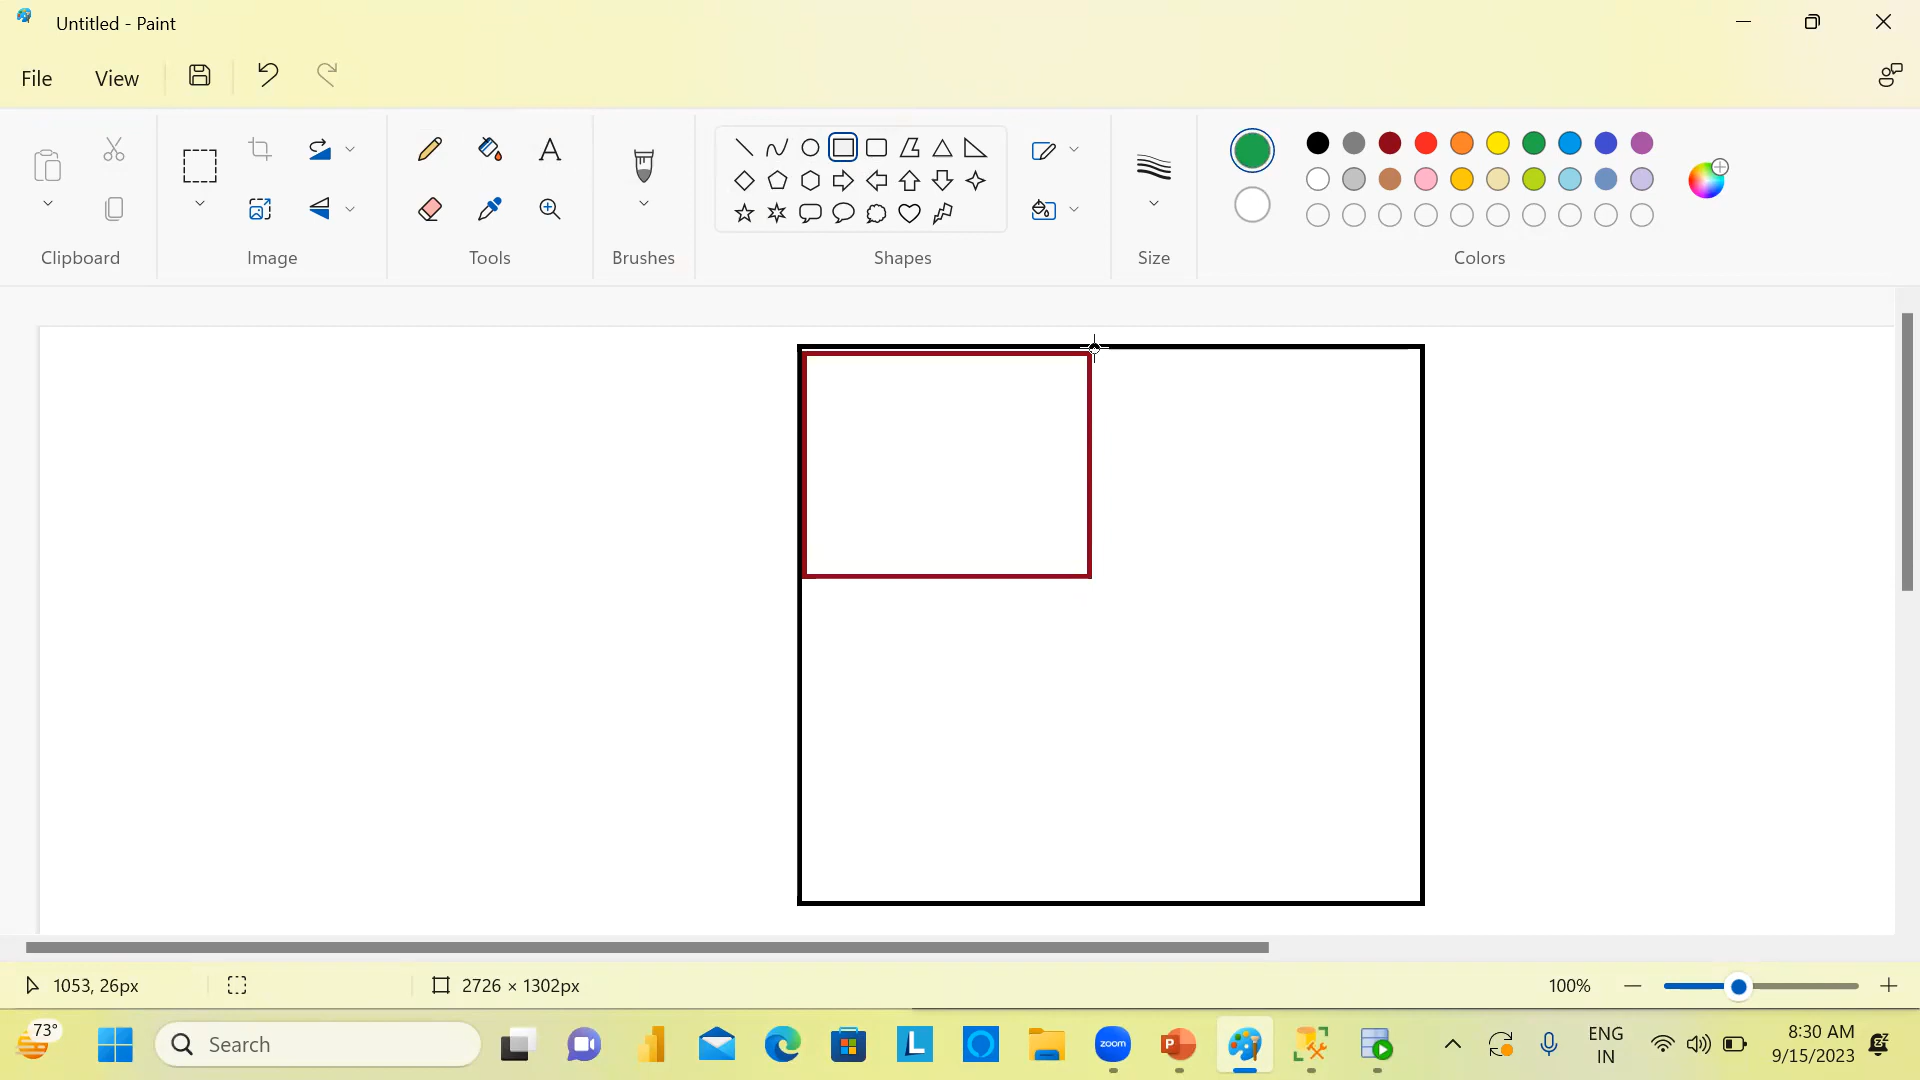 Untitled - Paint
File View
Clipboard Image Tools Brushes Shapes Size Colors
1053, 26px 2726 × 1302px 100%
73° Search L zoom P ENG 8:30 AM
IN 9/15/2023